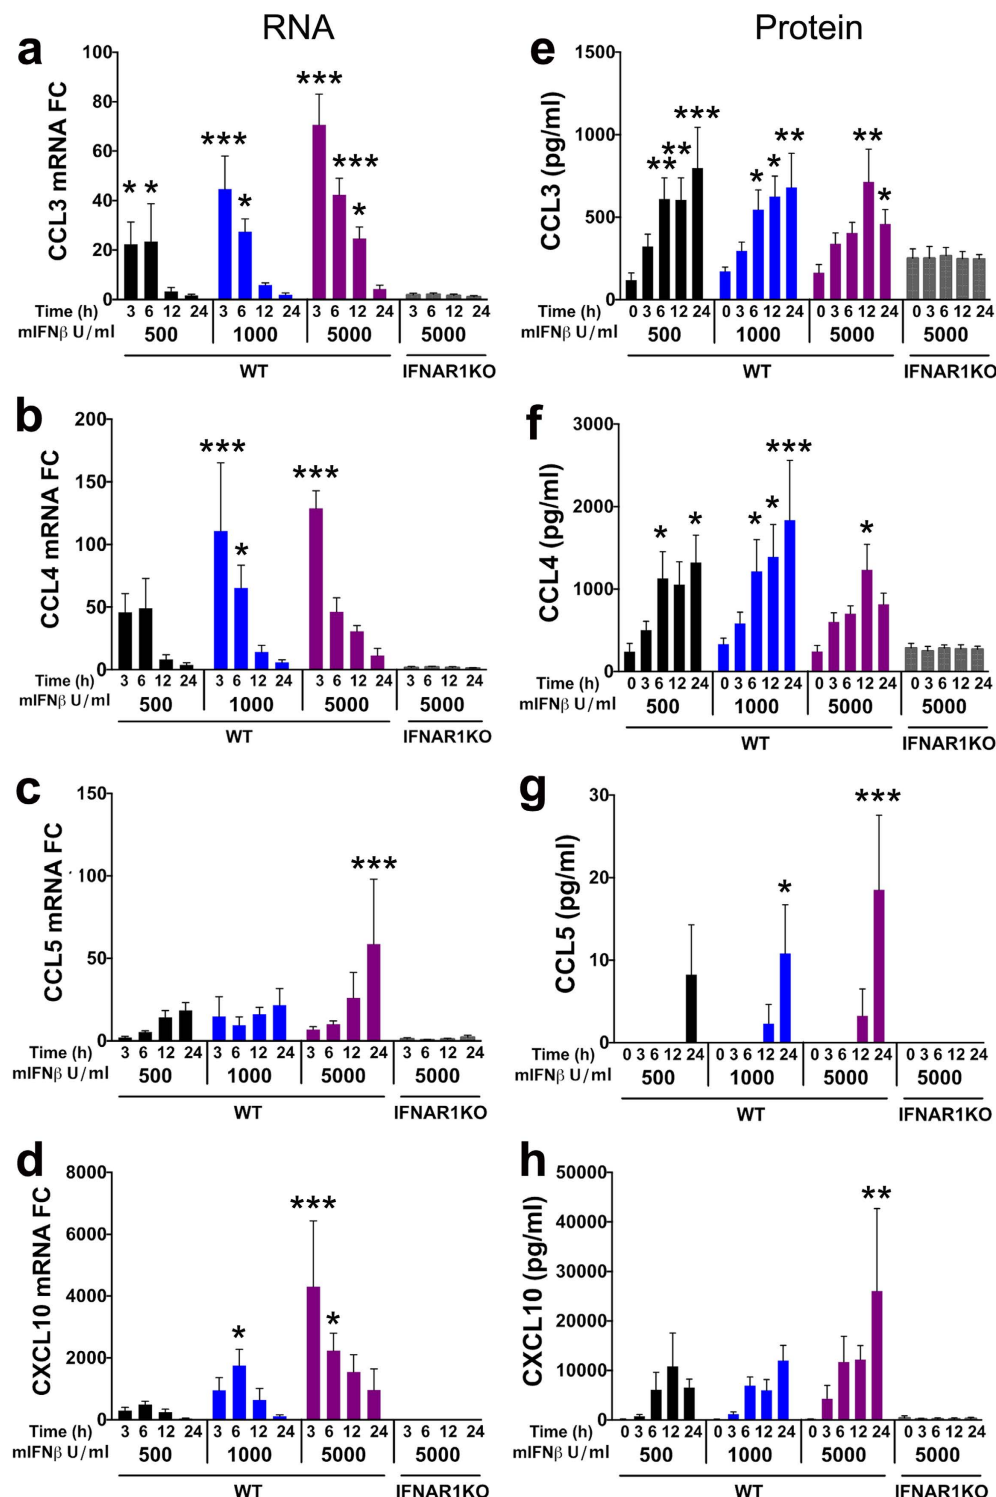 RNA
Protein
a
CCL3 mRNA FC
100
80
60
40
20
0
*** *** *** * * * *** *
Time (h) 3 6 12 24 3 6 12 24 3 6 12 24 3 6 12 24
mIFNβ U/ml 500 1000 5000 5000
WT IFNAR1KO
e
CCL3 (pg/ml)
1500
1000
500
0
** ** *** * * ** ** *
Time (h) 0 3 6 12 24 0 3 6 12 24 0 3 6 12 24 0 3 6 12 24
mIFNβ U/ml 500 1000 5000 5000
WT IFNAR1KO
b
CCL4 mRNA FC
200
150
100
50
0
*** * ***
Time (h) 3 6 12 24 3 6 12 24 3 6 12 24 3 6 12 24
mIFNβ U/ml 500 1000 5000 5000
WT IFNAR1KO
f
CCL4 (pg/ml)
3000
2000
1000
0
* * * * *** *
Time (h) 0 3 6 12 24 0 3 6 12 24 0 3 6 12 24 0 3 6 12 24
mIFNβ U/ml 500 1000 5000 5000
WT IFNAR1KO
c
CCL5 mRNA FC
150
100
50
0
***
Time (h) 3 6 12 24 3 6 12 24 3 6 12 24 3 6 12 24
mIFNβ U/ml 500 1000 5000 5000
WT IFNAR1KO
g
CCL5 (pg/ml)
30
20
10
0
* ***
Time (h) 0 3 6 12 24 0 3 6 12 24 0 3 6 12 24 0 3 6 12 24
mIFNβ U/ml 500 1000 5000 5000
WT IFNAR1KO
d
CXCL10 mRNA FC
8000
6000
4000
2000
0
* *** *
Time (h) 3 6 12 24 3 6 12 24 3 6 12 24 3 6 12 24
mIFNβ U/ml 500 1000 5000 5000
WT IFNAR1KO
h
CXCL10 (pg/ml)
50000
40000
30000
20000
10000
0
**
Time (h) 0 3 6 12 24 0 3 6 12 24 0 3 6 12 24 0 3 6 12 24
mIFNβ U/ml 500 1000 5000 5000
WT IFNAR1KO